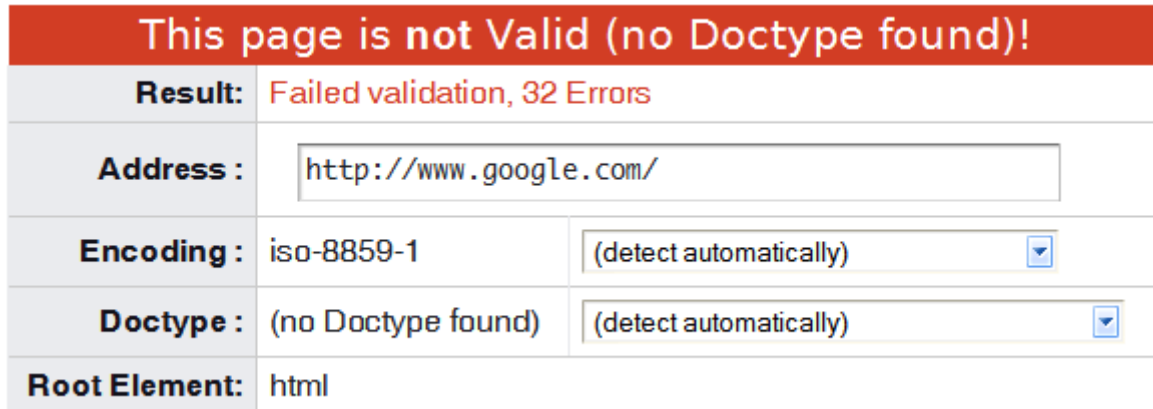 This page is not Valid (no Doctype found)!
Result: Failed validation, 32 Errors
Address : http://www.google.com/
Encoding : iso-8859-1 (detect automatically)
Doctype : (no Doctype found) (detect automatically)
Root Element: html